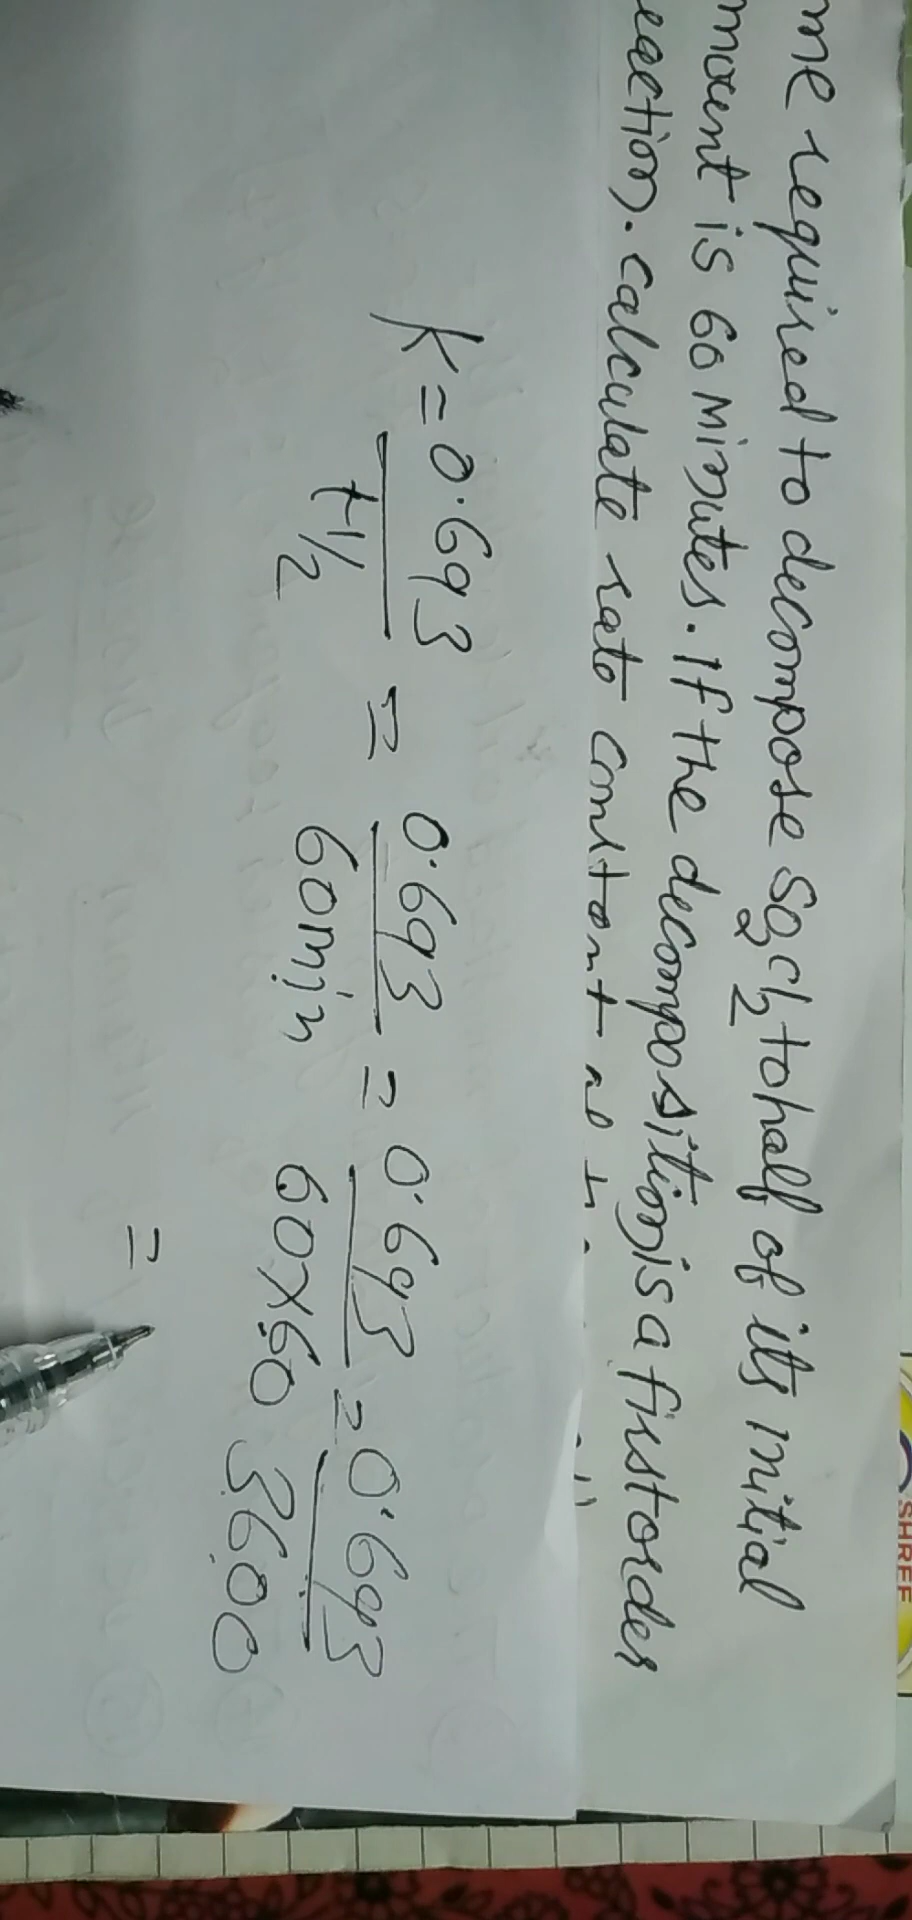 me required to decompose SO2Cl2 to half of its initial
mount is 60 minutes. If the decomposition is a first order
eaction. calculate rate constant
K = 0.693 / t1/2 = 0.693 / 60min = 0.693 / 60×60 = 0.693 / 3600
=
SHREE